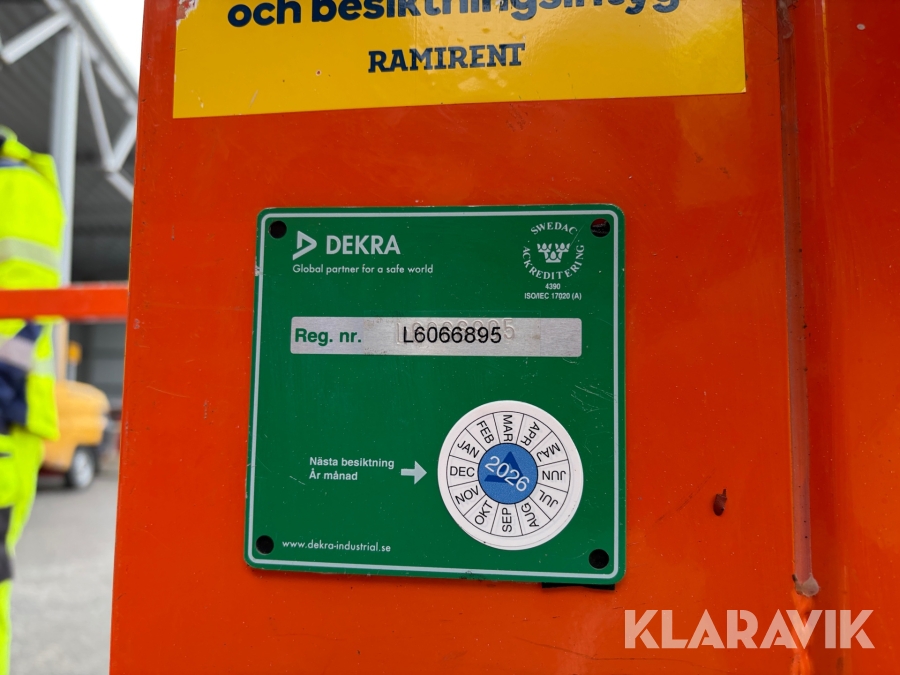 och besiktningsinsyg
RAMIRENT
DEKRA
Global partner for a safe world
SWEDAC
ACKREDITERING
4390
ISO/IEC 17020 (A)
Reg. nr. L6066895
Nästa besiktning
År månad
JAN
FEB
MAR
APR
MAJ
JUN
JUL
AUG
SEP
OKT
NOV
DEC
2026
www.dekra-industrial.se
KLARAVIK